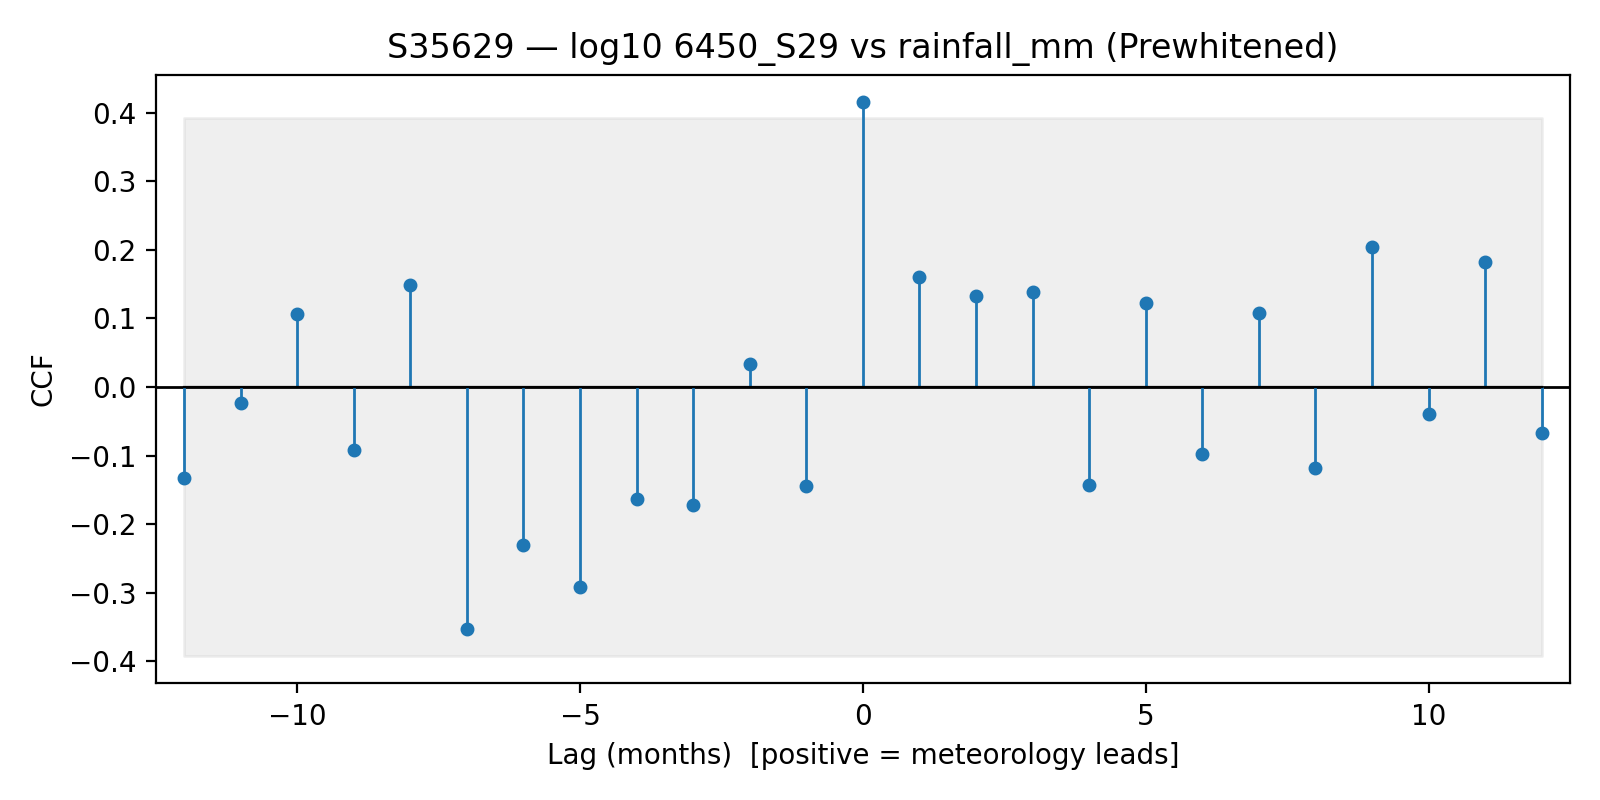 S35629 — log10 6450_S29 vs rainfall_mm (Prewhitened)
0.4
0.3
0.2
0.1
0.0
−0.1
−0.2
−0.3
−0.4
CCF
−10 −5 0 5 10
Lag (months)  [positive = meteorology leads]